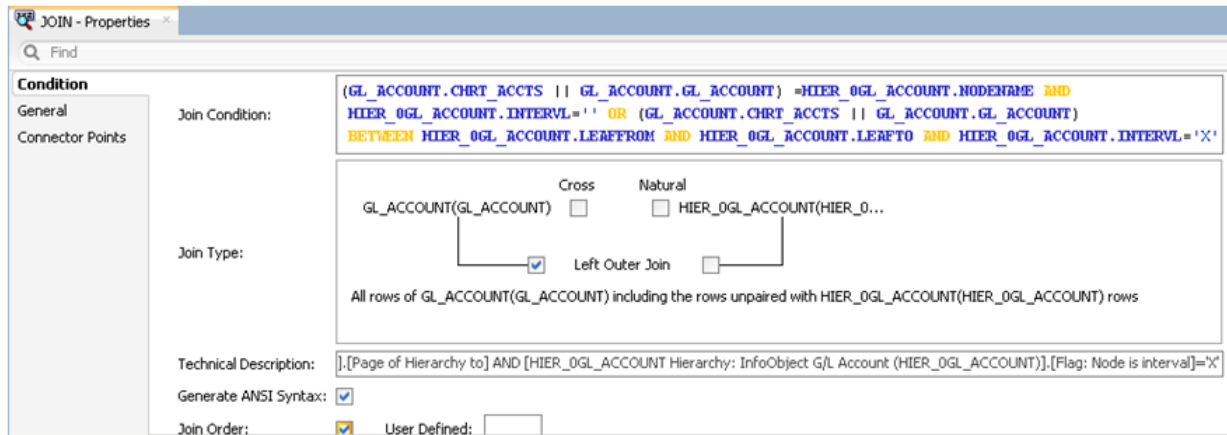 JOIN - Properties
Find
Condition
General
Connector Points
Join Condition:
(GL_ACCOUNT.CHRT_ACCTS || GL_ACCOUNT.GL_ACCOUNT) =HIER_0GL_ACCOUNT.NODENAME AND
HIER_0GL_ACCOUNT.INTERVL='' OR (GL_ACCOUNT.CHRT_ACCTS || GL_ACCOUNT.GL_ACCOUNT)
BETWEEN HIER_0GL_ACCOUNT.LEAFFROM AND HIER_0GL_ACCOUNT.LEAFTO AND HIER_0GL_ACCOUNT.INTERVL='X'
Cross Natural
GL_ACCOUNT(GL_ACCOUNT) HIER_0GL_ACCOUNT(HIER_0...
Join Type:
Left Outer Join
All rows of GL_ACCOUNT(GL_ACCOUNT) including the rows unpaired with HIER_0GL_ACCOUNT(HIER_0GL_ACCOUNT) rows
Technical Description: ].[Page of Hierarchy to] AND [HIER_0GL_ACCOUNT Hierarchy: InfoObject G/L Account (HIER_0GL_ACCOUNT)].[Flag: Node is interval]='X'
Generate ANSI Syntax:
Join Order: User Defined: